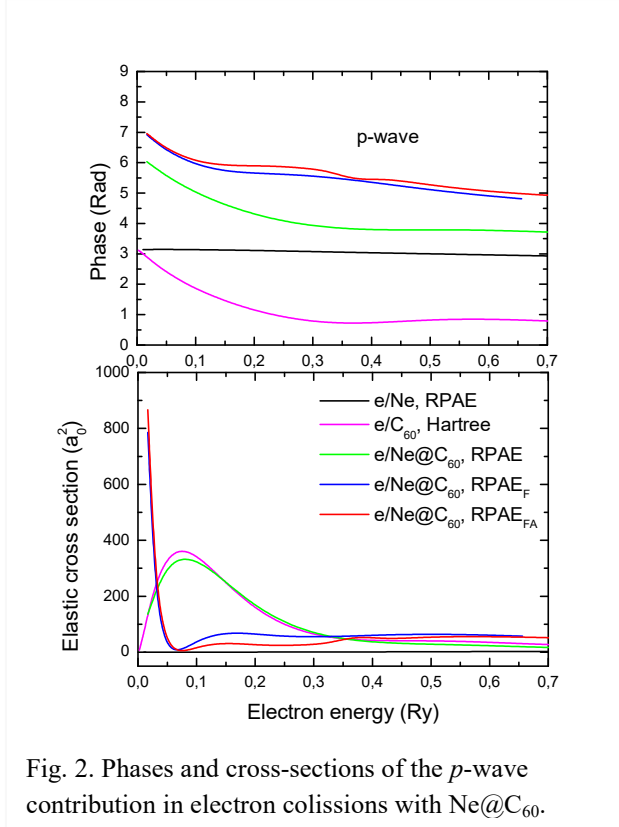 9
8
7
6
5
4
3
2
1
0
Phase (Rad)
p-wave
0,0 0,1 0,2 0,3 0,4 0,5 0,6 0,7
1000
800
600
400
200
0
Elastic cross section (a₀²)
e/Ne, RPAE
e/C₆₀, Hartree
e/Ne@C₆₀, RPAE
e/Ne@C₆₀, RPAE_F
e/Ne@C₆₀, RPAE_FA
0,0 0,1 0,2 0,3 0,4 0,5 0,6 0,7
Electron energy (Ry)
Fig. 2. Phases and cross-sections of the p-wave
contribution in electron colissions with Ne@C₆₀.